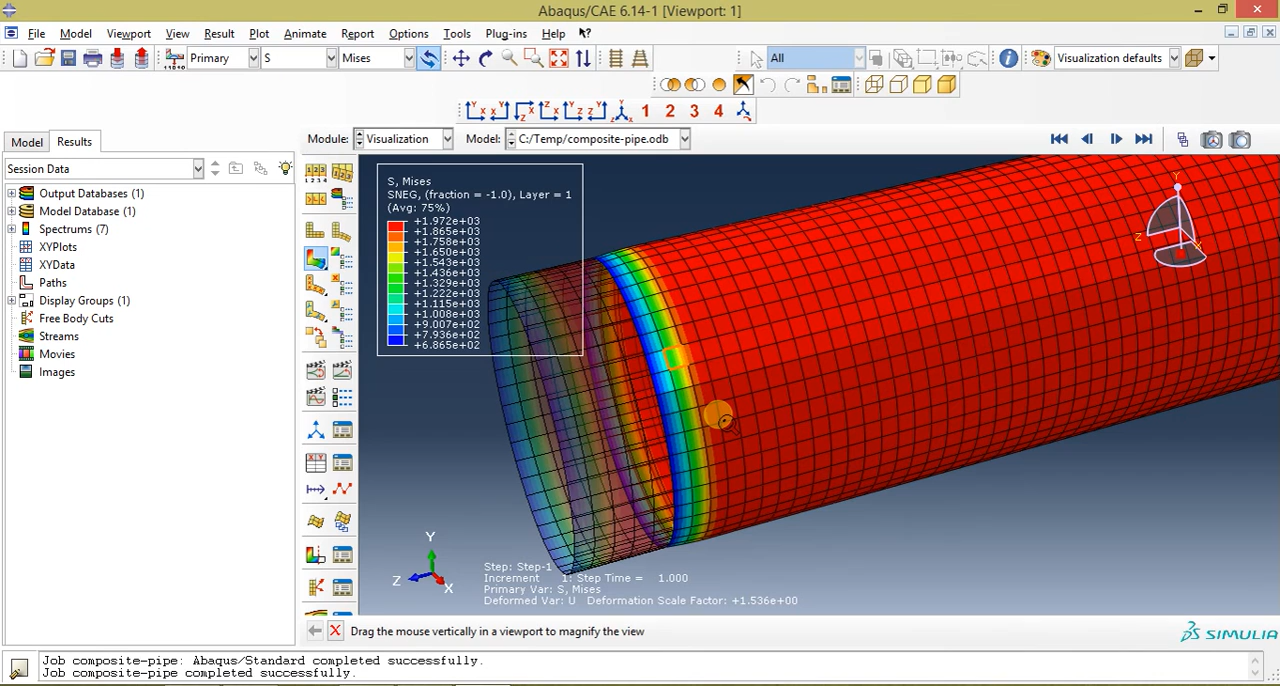 Abaqus/CAE 6.14-1 [Viewport: 1]
File Model Viewport View Result Plot Animate Report Options Tools Plug-ins Help
Primary S Mises All Visualization defaults
1 2 3 4
Module: Visualization Model: C:/Temp/composite-pipe.odb
Model Results
Session Data
Output Databases (1)
Model Database (1)
Spectrums (7)
XYPlots
XYData
Paths
Display Groups (1)
Free Body Cuts
Streams
Movies
Images
S, Mises
SNEG, (fraction = -1.0), Layer = 1
(Avg: 75%)
+1.972e+03
+1.865e+03
+1.758e+03
+1.650e+03
+1.543e+03
+1.436e+03
+1.329e+03
+1.222e+03
+1.115e+03
+1.008e+03
+9.007e+02
+7.936e+02
+6.865e+02
Y
Z
X
Y
Z
X
Step: Step-1
Increment 1: Step Time = 1.000
Primary Var: S, Mises
Deformed Var: U Deformation Scale Factor: +1.536e+00
Drag the mouse vertically in a viewport to magnify the view
SIMULIA
Job composite-pipe: Abaqus/Standard completed successfully.
Job composite-pipe completed successfully.